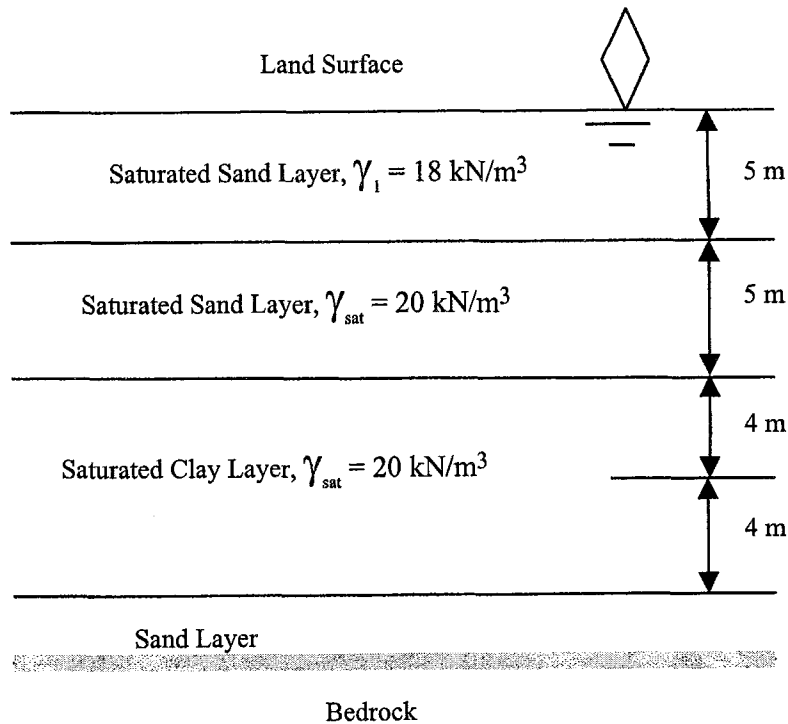 Land Surface
Saturated Sand Layer, γ₁ = 18 kN/m³
5 m
Saturated Sand Layer, γsat = 20 kN/m³
5 m
4 m
Saturated Clay Layer, γsat = 20 kN/m³
4 m
Sand Layer
Bedrock